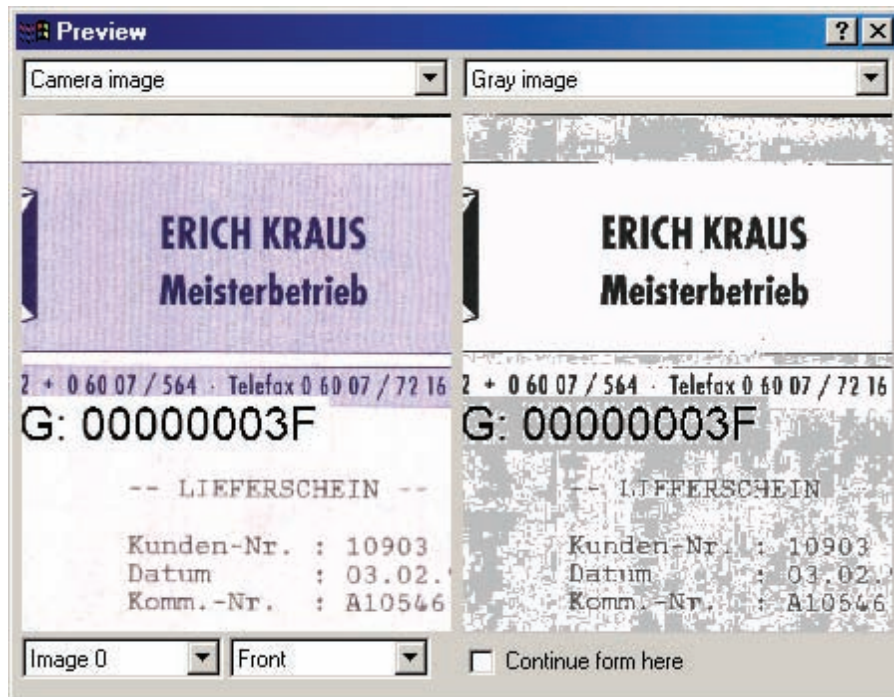 Preview
Camera image
Gray image
ERICH KRAUS
Meisterbetrieb
2 + 0 60 07 / 564 · Telefax 0 60 07 / 72 16
G: 00000003F
-- LIEFERSCHEIN --
Kunden-Nr. : 10903
Datum : 03.02.
Komm.-Nr. : A10546
ERICH KRAUS
Meisterbetrieb
2 + 0 60 07 / 564 · Telefax 0 60 07 / 72 16
G: 00000003F
-- LIEFERSCHEIN
Kunden-Nr. : 10903
Datum : 03.02.
Komm.-Nr. : A10546
Image 0
Front
Continue form here